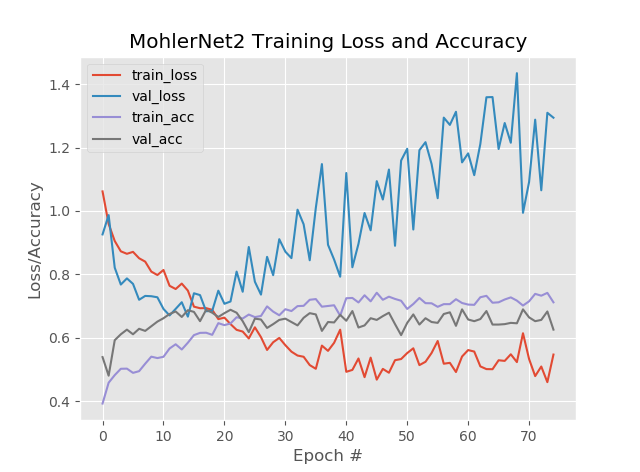 MohlerNet2 Training Loss and Accuracy
train_loss
val_loss
train_acc
val_acc
Loss/Accuracy
1.4
1.2
1.0
0.8
0.6
0.4
0 10 20 30 40 50 60 70
Epoch #